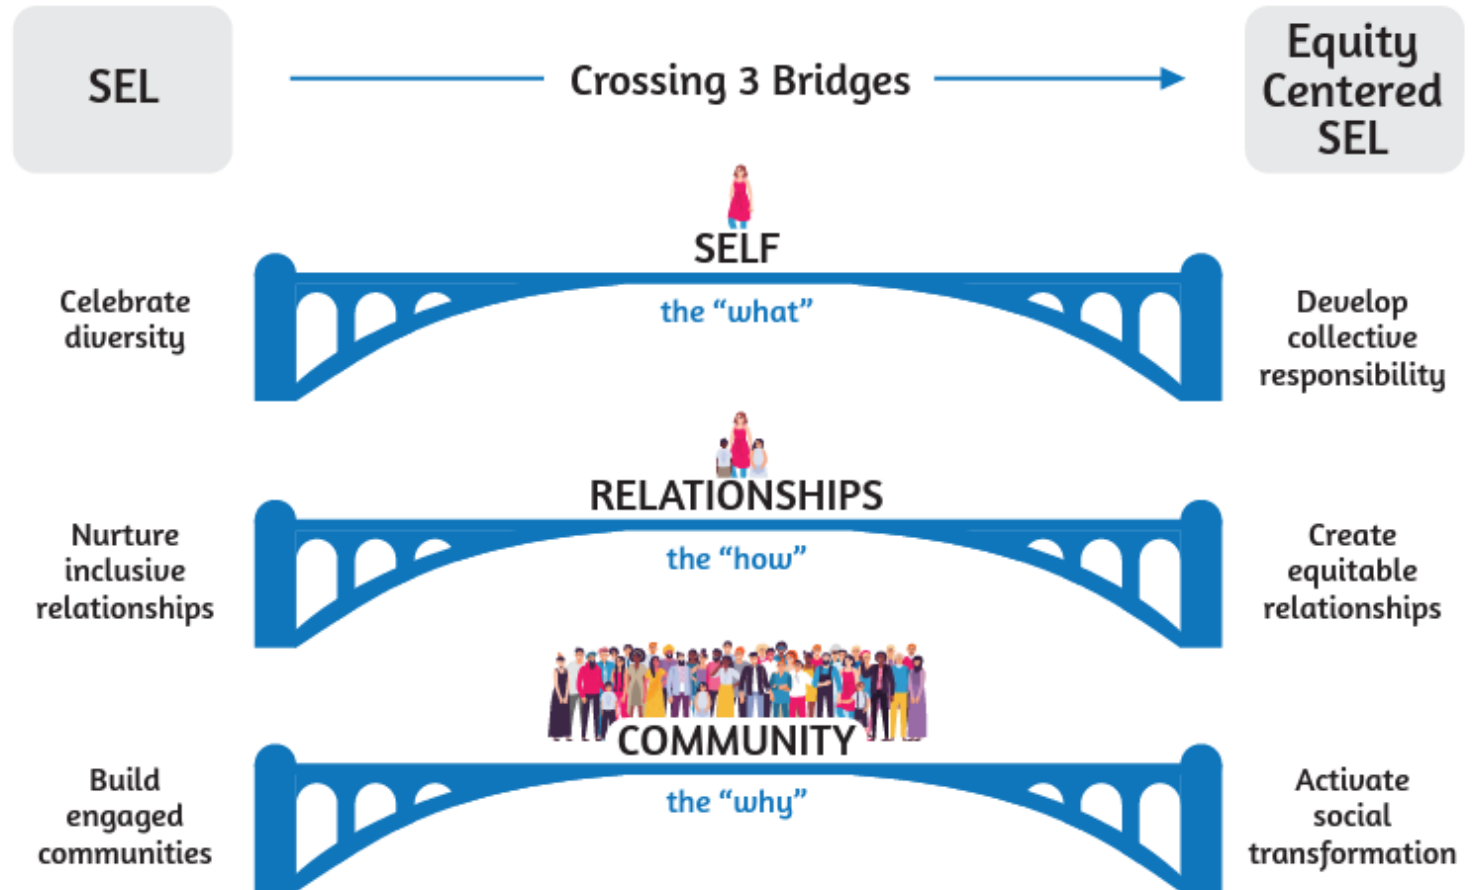 SEL
Crossing 3 Bridges
Equity
Centered
SEL
SELF
the “what”
Celebrate
diversity
Develop
collective
responsibility
RELATIONSHIPS
the “how”
Nurture
inclusive
relationships
Create
equitable
relationships
COMMUNITY
the “why”
Build
engaged
communities
Activate
social
transformation